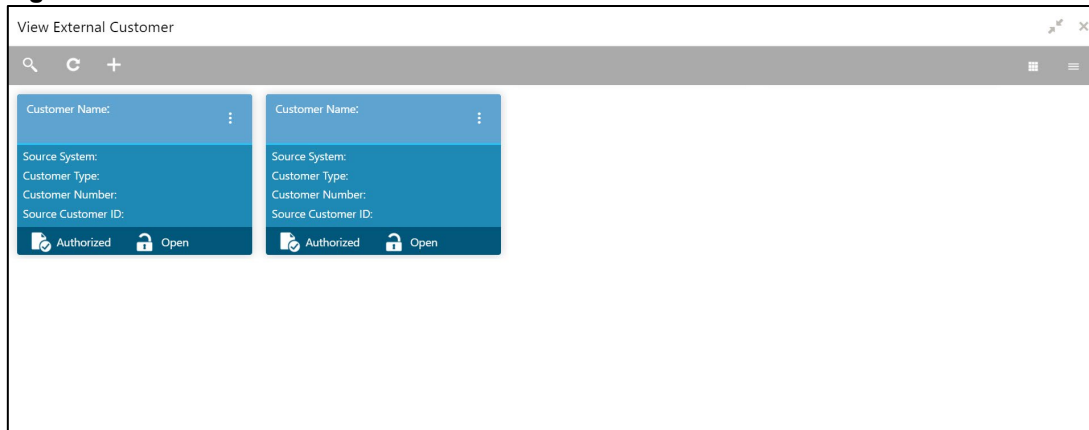 View External Customer
Customer Name:
Source System:
Customer Type:
Customer Number:
Source Customer ID:
Authorized Open
Customer Name:
Source System:
Customer Type:
Customer Number:
Source Customer ID:
Authorized Open